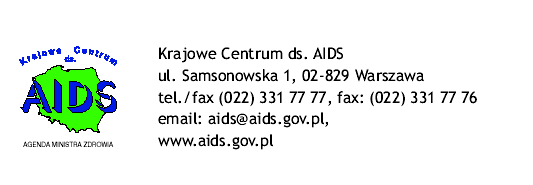 Krajowe Centrum
ds.
AIDS
AGENDA MINISTRA ZDROWIA
Krajowe Centrum ds. AIDS
ul. Samsonowska 1, 02-829 Warszawa
tel./fax (022) 331 77 77, fax: (022) 331 77 76
email: aids@aids.gov.pl,
www.aids.gov.pl